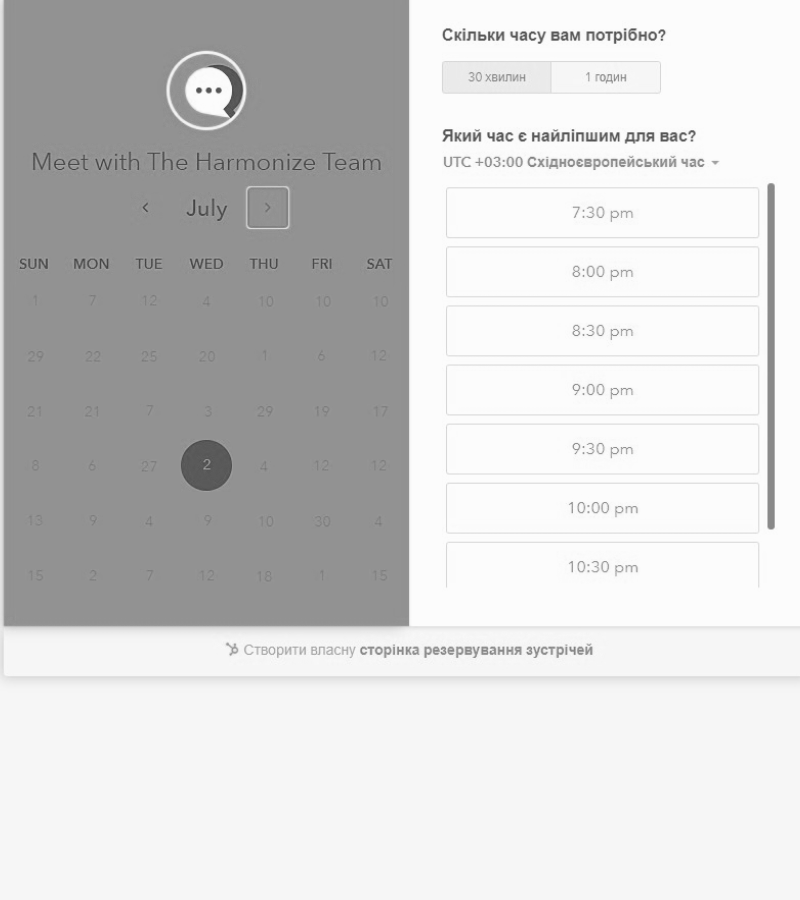 Meet with The Harmonize Team
July
SUN MON TUE WED THU FRI SAT
1 7 12 4 10 10 10
29 22 25 20 1 6 12
21 21 7 3 29 19 17
8 6 27 2 4 12 12
13 9 4 9 10 30 4
15 2 7 12 18 1 15
Скільки часу вам потрібно?
30 хвилин 1 годин
Який час є найліпшим для вас?
UTC +03:00 Східноєвропейський час
7:30 pm
8:00 pm
8:30 pm
9:00 pm
9:30 pm
10:00 pm
10:30 pm
Створити власну сторінка резервування зустрічей